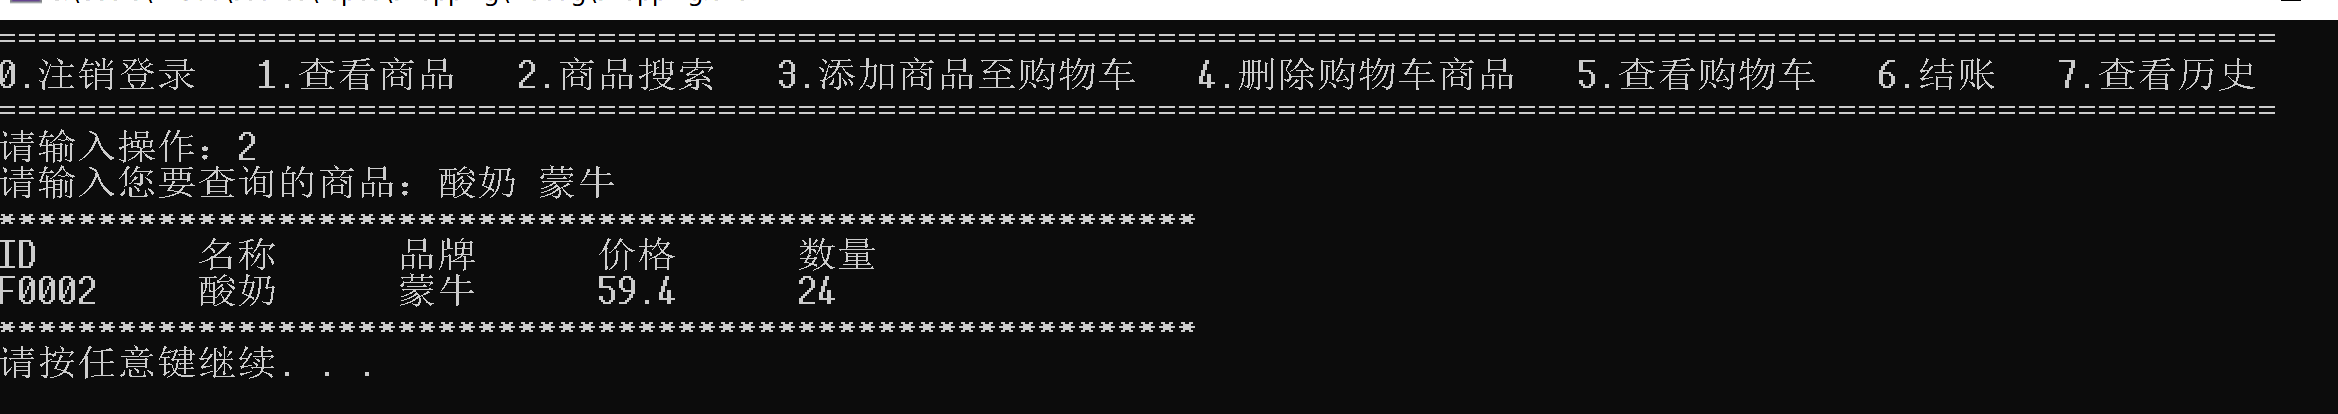 ===================================================================================================================
0.注销登录   1.查看商品   2.商品搜索   3.添加商品至购物车   4.删除购物车商品   5.查看购物车   6.结账   7.查看历史
===================================================================================================================
请输入操作：2
请输入您要查询的商品：酸奶 蒙牛
************************************************************
ID        名称      品牌      价格      数量
F0002     酸奶      蒙牛      59.4      24
************************************************************
请按任意键继续. . .